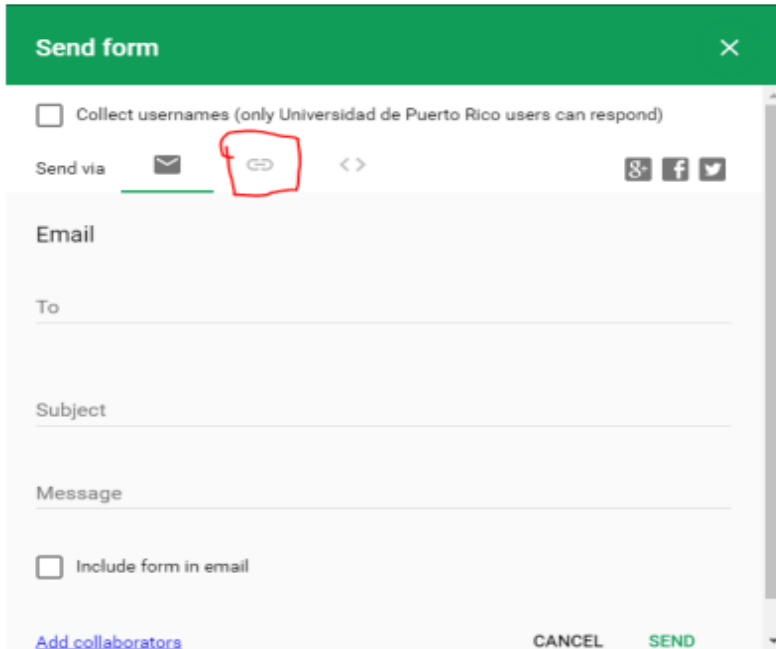 Send form
Collect usernames (only Universidad de Puerto Rico users can respond)
Send via
Email
To
Subject
Message
Include form in email
Add collaborators CANCEL SEND